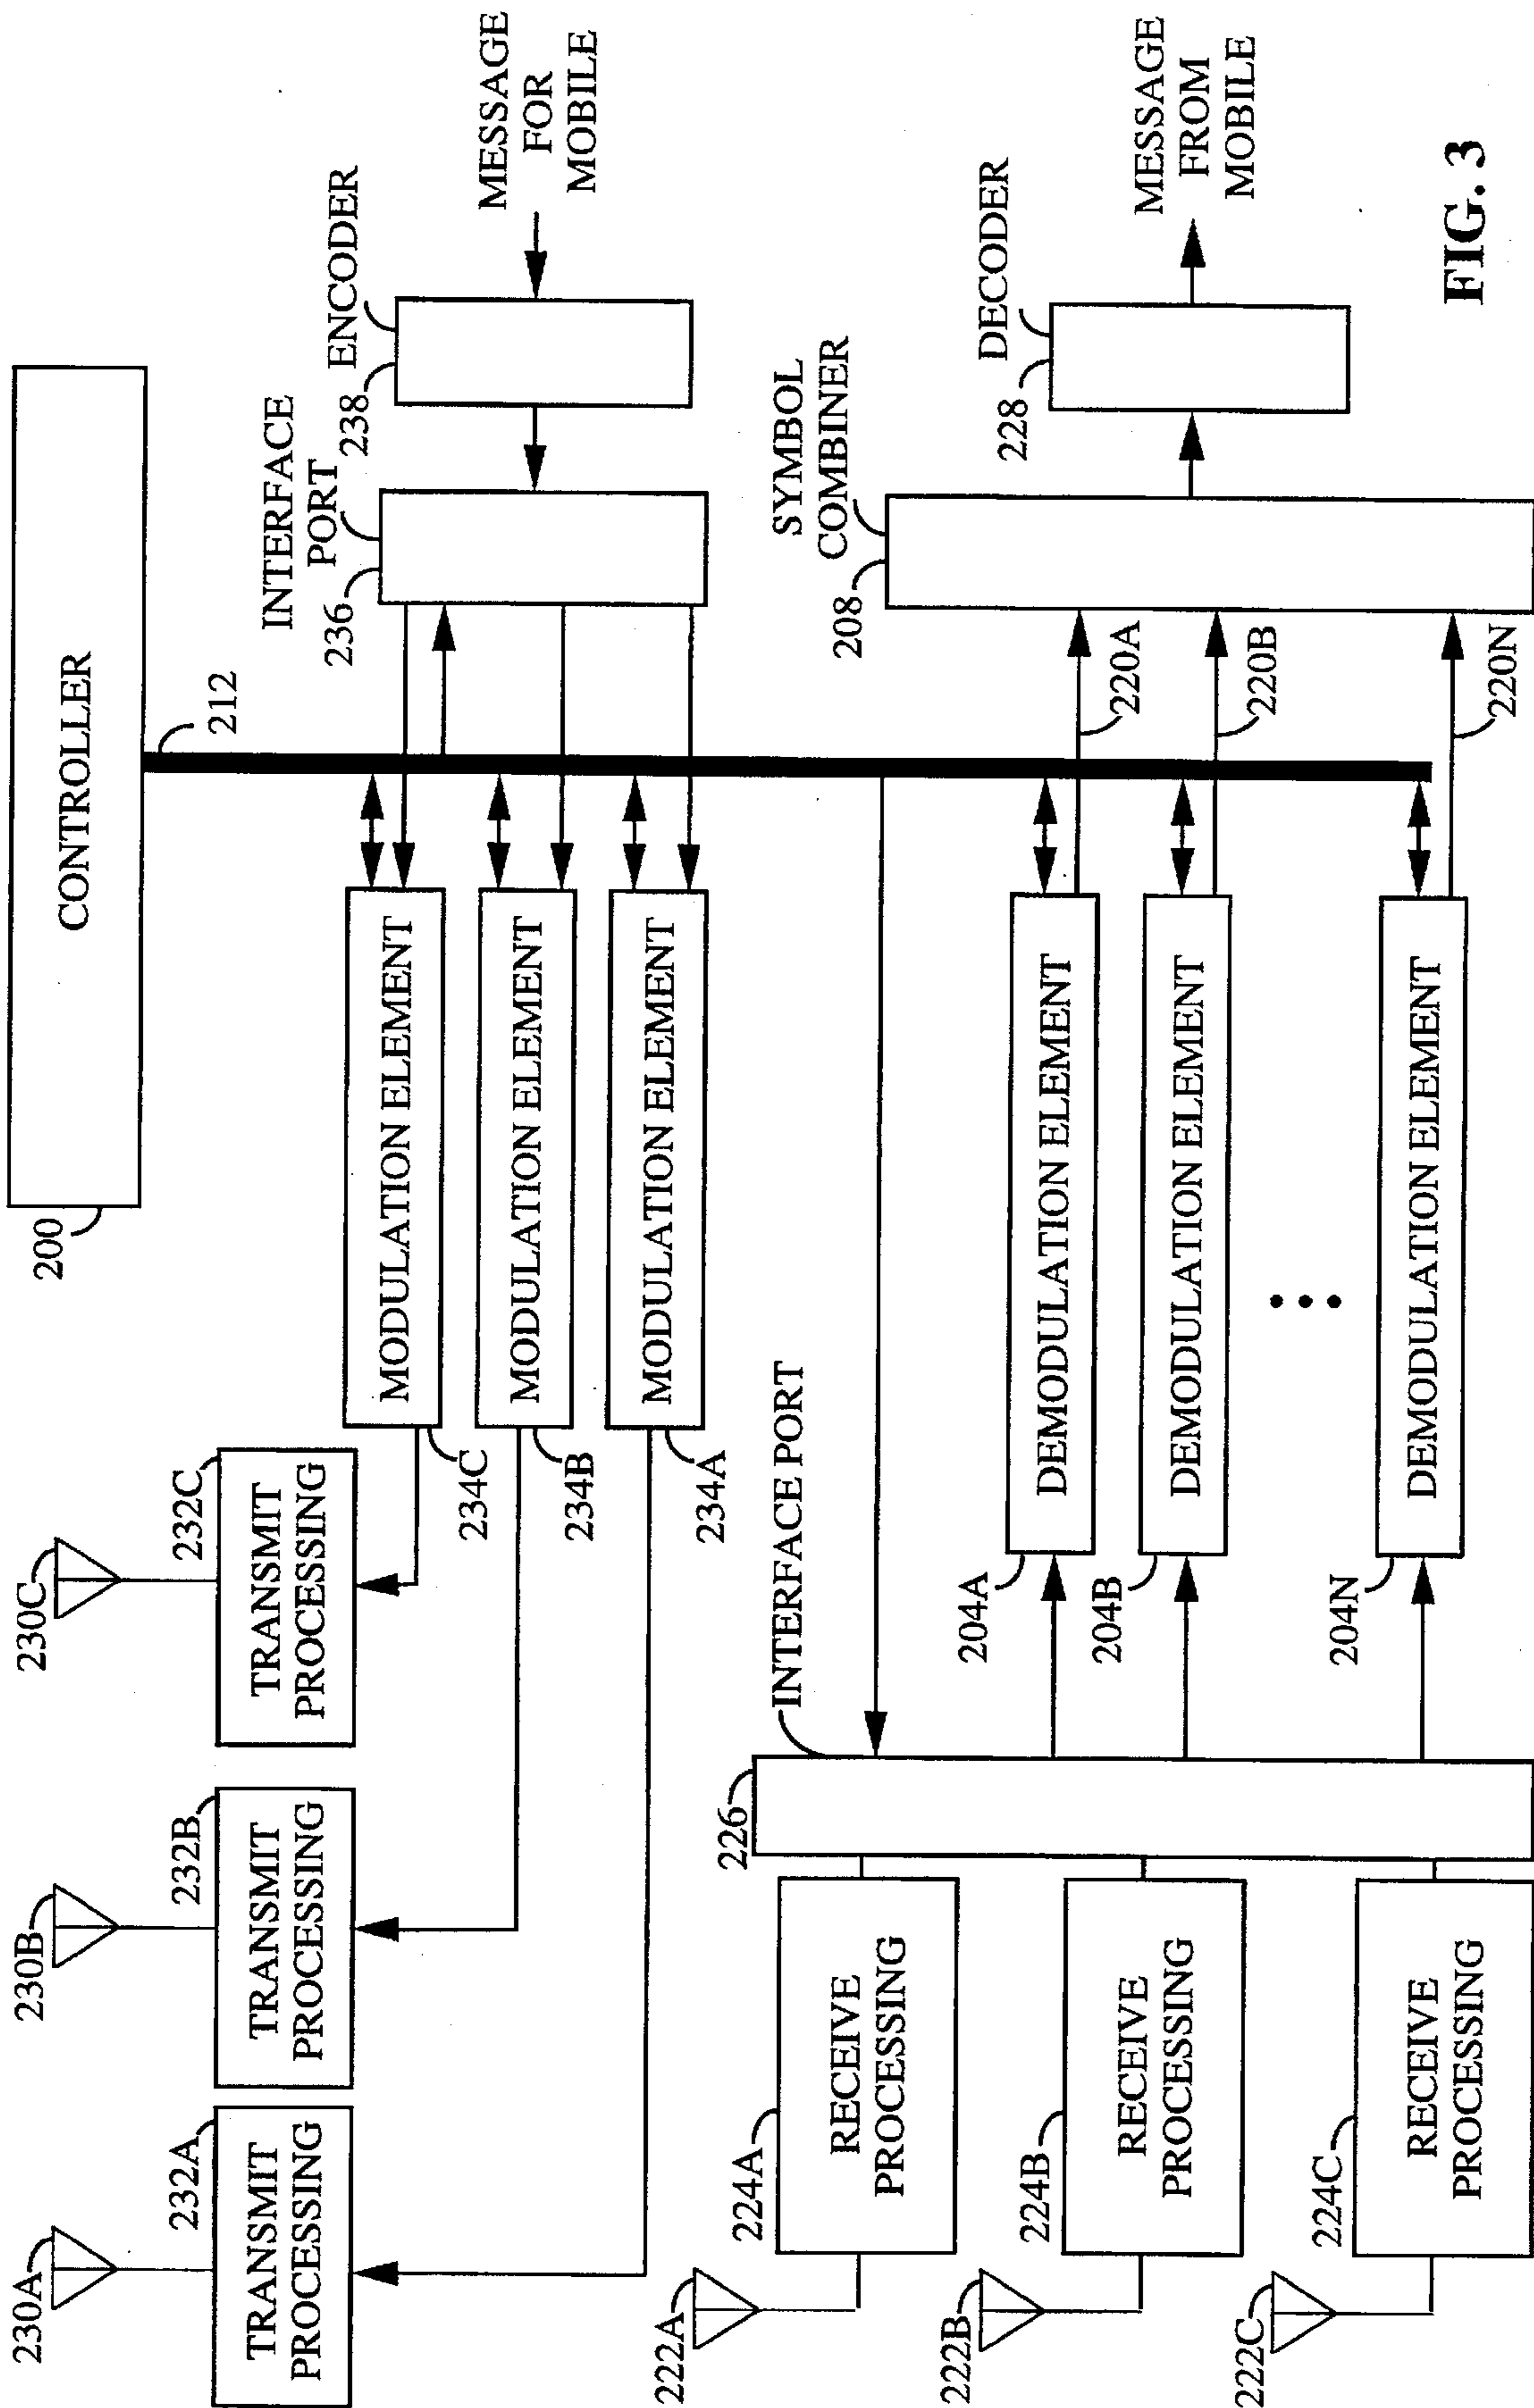 CONTROLLER
200
212
230A
230B
230C
232A
232B
232C
TRANSMIT
PROCESSING
TRANSMIT
PROCESSING
TRANSMIT
PROCESSING
MODULATION ELEMENT
234C
MODULATION ELEMENT
234B
MODULATION ELEMENT
234A
INTERFACE
PORT
236
ENCODER
238
MESSAGE
FOR
MOBILE
222A
224A
RECEIVE
PROCESSING
222B
224B
RECEIVE
PROCESSING
222C
224C
RECEIVE
PROCESSING
226
INTERFACE PORT
204A
DEMODULATION ELEMENT
220A
204B
DEMODULATION ELEMENT
220B
204N
DEMODULATION ELEMENT
220N
SYMBOL
COMBINER
208
DECODER
228
MESSAGE
FROM
MOBILE
FIG. 3